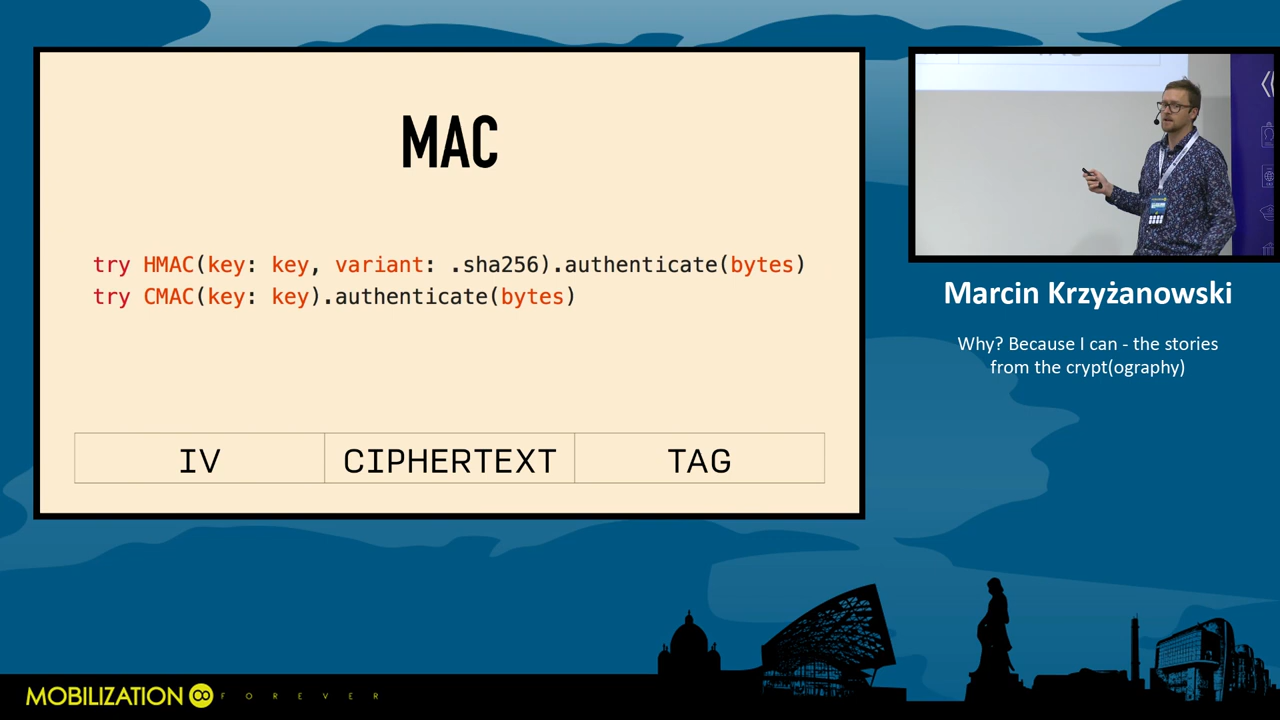 MAC
try HMAC(key: key, variant: .sha256).authenticate(bytes)
try CMAC(key: key).authenticate(bytes)
IV CIPHERTEXT TAG
Marcin Krzyżanowski
Why? Because I can - the stories
from the crypt(ography)
MOBILIZATION FOREVER